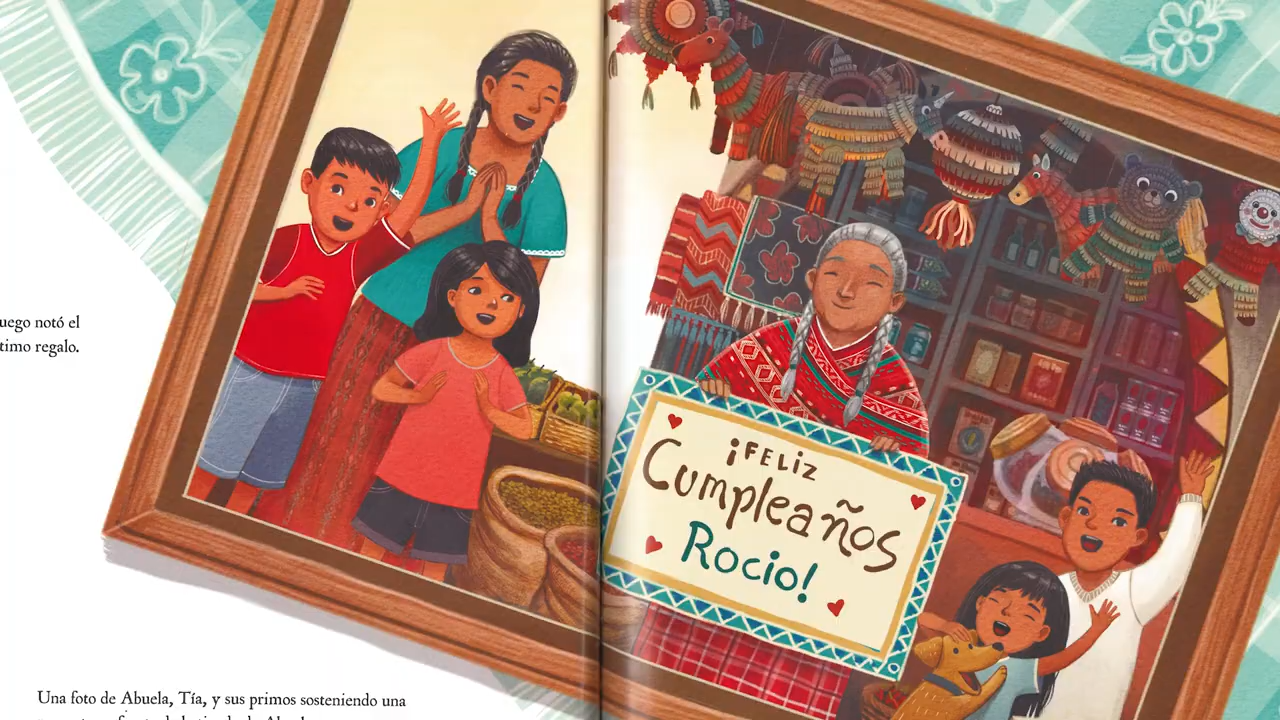 uego notó el
timo regalo.
¡FELIZ
Cumpleaños
Rocio!
Una foto de Abuela, Tía, y sus primos sosteniendo una